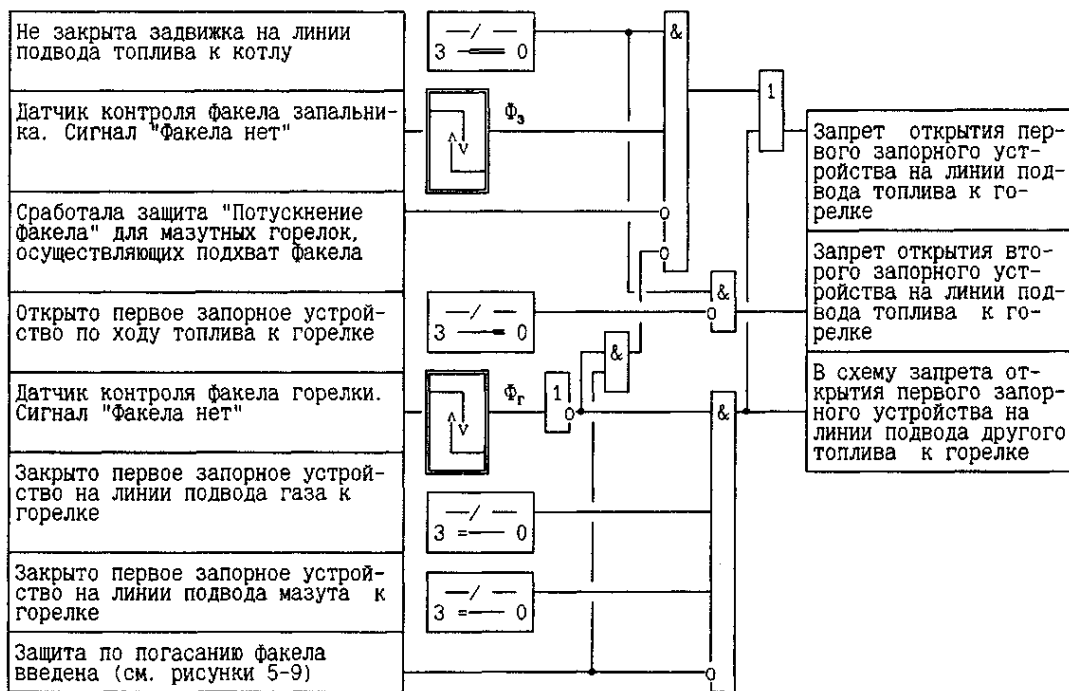 Не закрыта задвижка на линии
подвода топлива к котлу
Датчик контроля факела запальни-
ка. Сигнал "Факела нет"
Сработала защита "Потускнение
факела" для мазутных горелок,
осуществляющих подхват факела
Открыто первое запорное устрой-
ство по ходу топлива к горелке
Датчик контроля факела горелки.
Сигнал "Факела нет"
Закрыто первое запорное устрой-
ство на линии подвода газа к
горелке
Закрыто первое запорное устрой-
ство на линии подвода мазута к
горелке
Защита по погасанию факела
введена (см. рисунки 5-9)
З О
Фз
З О
Фг
З О
З О
&
1
&
&
1
&
Запрет открытия пер-
вого запорного уст-
ройства на линии под-
вода топлива к го-
релке
Запрет открытия вто-
рого запорного уст-
ройства на линии под-
вода топлива к го-
релке
В схему запрета от-
крытия первого запор-
ного устройства на
линии подвода другого
топлива к горелке